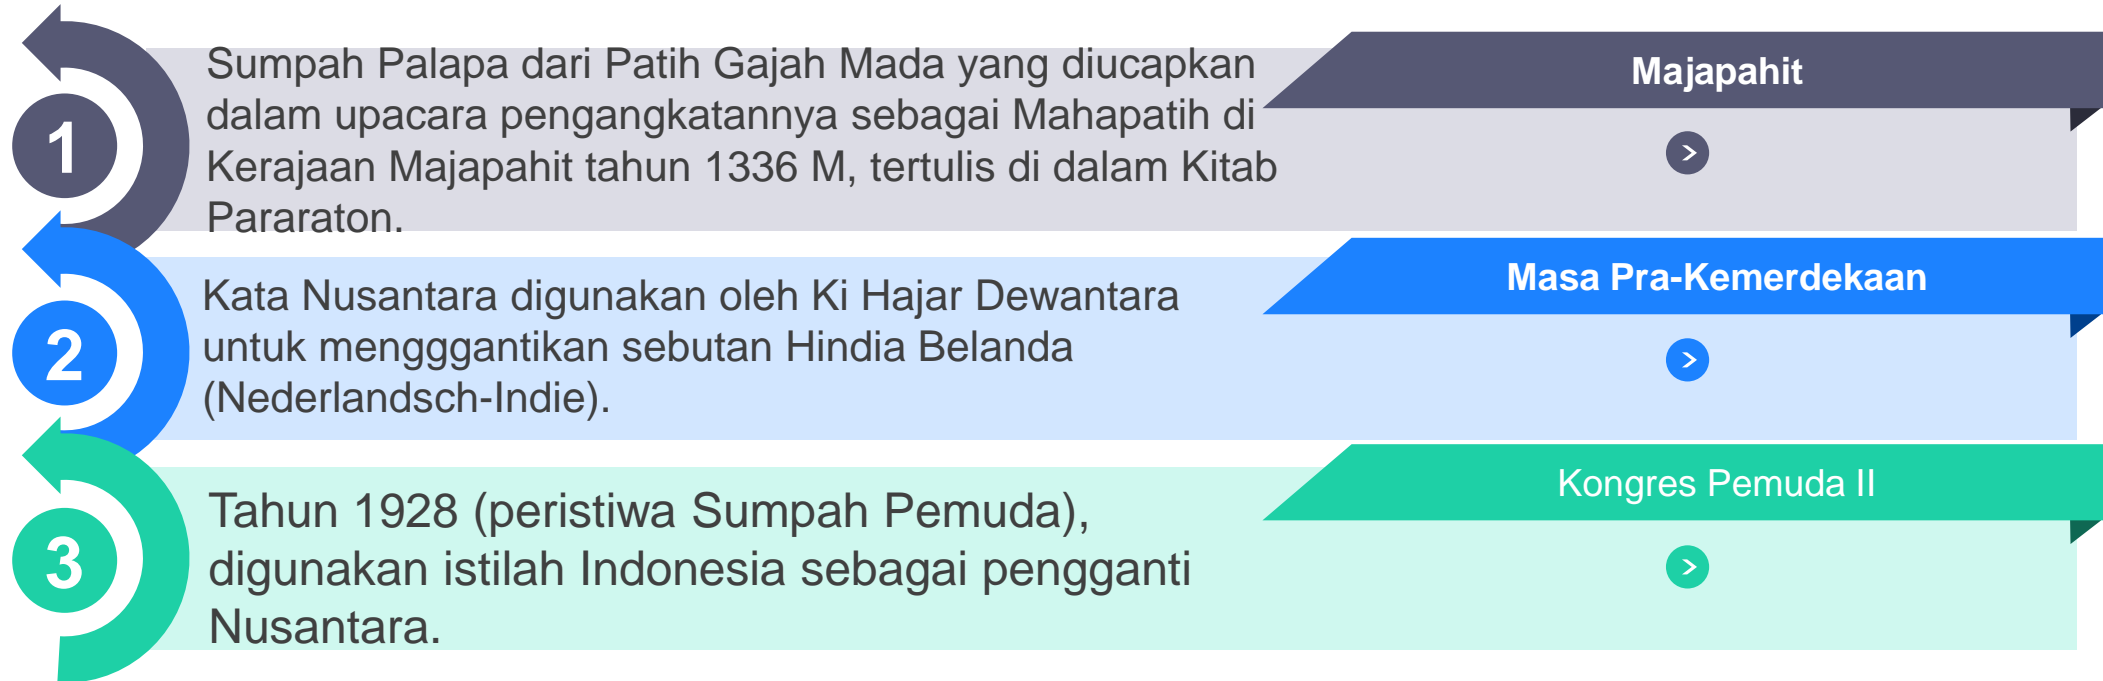 1
Sumpah Palapa dari Patih Gajah Mada yang diucapkan
dalam upacara pengangkatannya sebagai Mahapatih di
Kerajaan Majapahit tahun 1336 M, tertulis di dalam Kitab
Pararaton.
Majapahit
2
Kata Nusantara digunakan oleh Ki Hajar Dewantara
untuk mengggantikan sebutan Hindia Belanda
(Nederlandsch-Indie).
Masa Pra-Kemerdekaan
3
Tahun 1928 (peristiwa Sumpah Pemuda),
digunakan istilah Indonesia sebagai pengganti
Nusantara.
Kongres Pemuda II